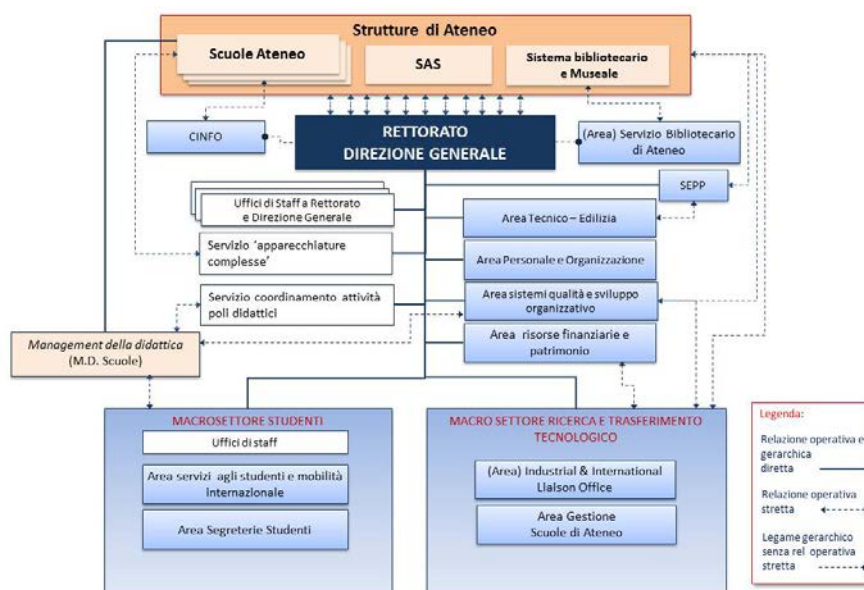 Strutture di Ateneo
Scuole Ateneo
SAS
Sistema bibliotecario
e Museale
CINFO
RETTORATO
DIREZIONE GENERALE
(Area) Servizio Bibliotecario
di Ateneo
SEPP
Uffici di Staff a Rettorato
e Direzione Generale
Area Tecnico – Edilizia
Servizio ‘apparecchiature
complesse’
Area Personale e Organizzazione
Servizio coordinamento attività
poli didattici
Area sistemi qualità e sviluppo
organizzativo
Management della didattica
(M.D. Scuole)
Area risorse finanziarie e
patrimonio
MACROSETTORE STUDENTI
Uffici di staff
Area servizi agli studenti e mobilità
Internazionale
Area Segreterie Studenti
MACRO SETTORE RICERCA E TRASFERIMENTO
TECNOLOGICO
(Area) Industrial & International
Liaison Office
Area Gestione
Scuole di Ateneo
Legenda:
Relazione operativa e
gerarchica
diretta
Relazione operativa
stretta
Legame gerarchico
senza rel operativa
stretta